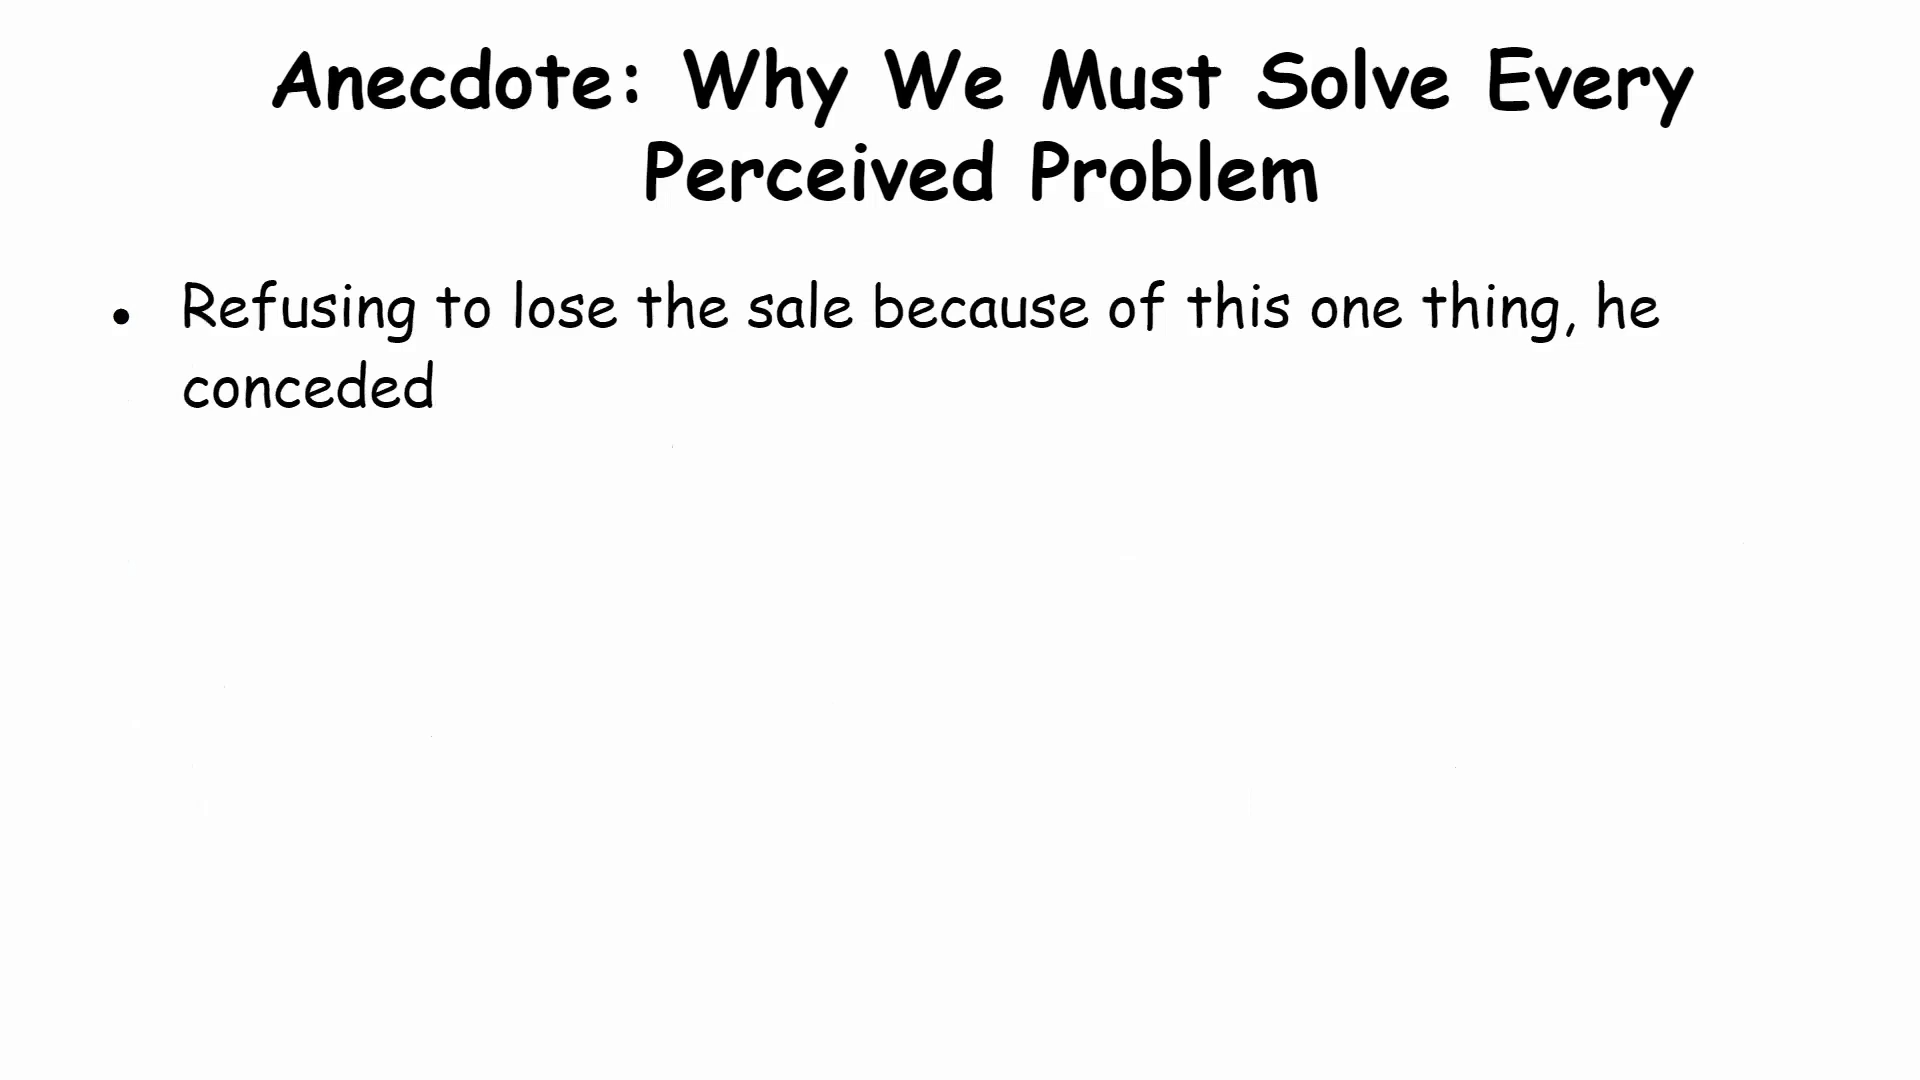 Anecdote: Why We Must Solve Every
Perceived Problem
• Refusing to lose the sale because of this one thing, he
conceded